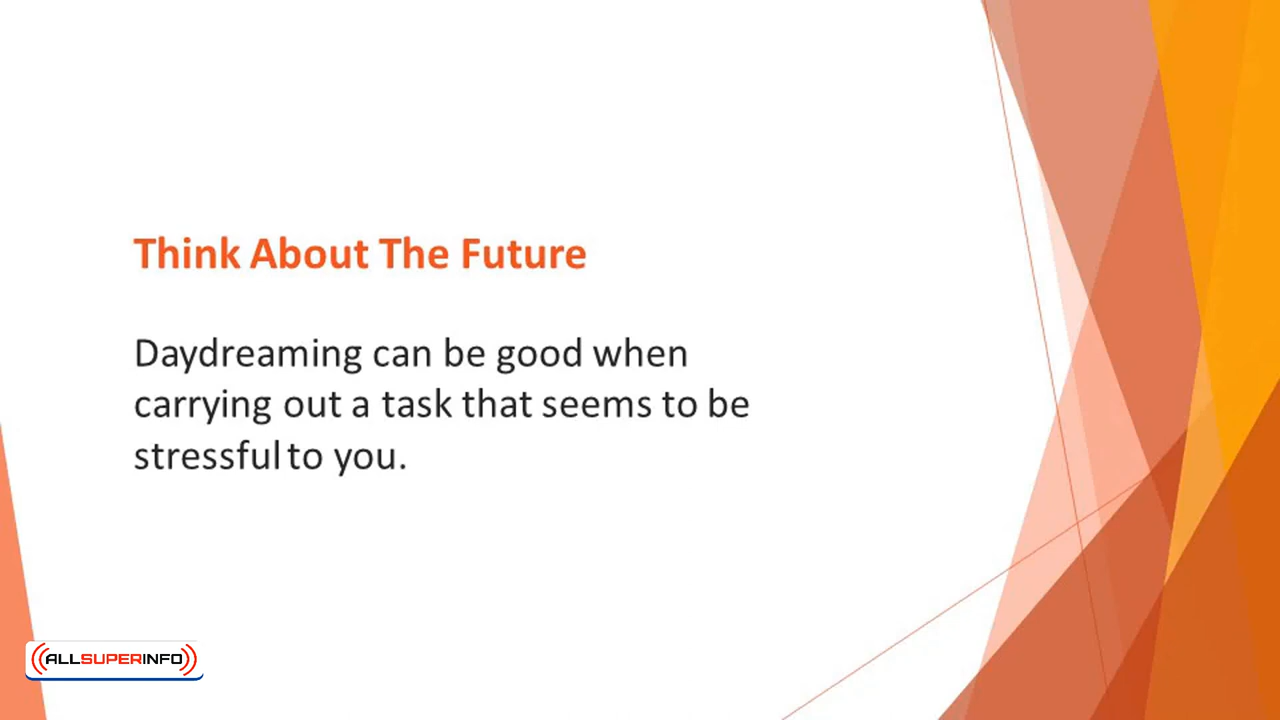 Think About The Future
Daydreaming can be good when
carrying out a task that seems to be
stressful to you.
ALLSUPERINFO